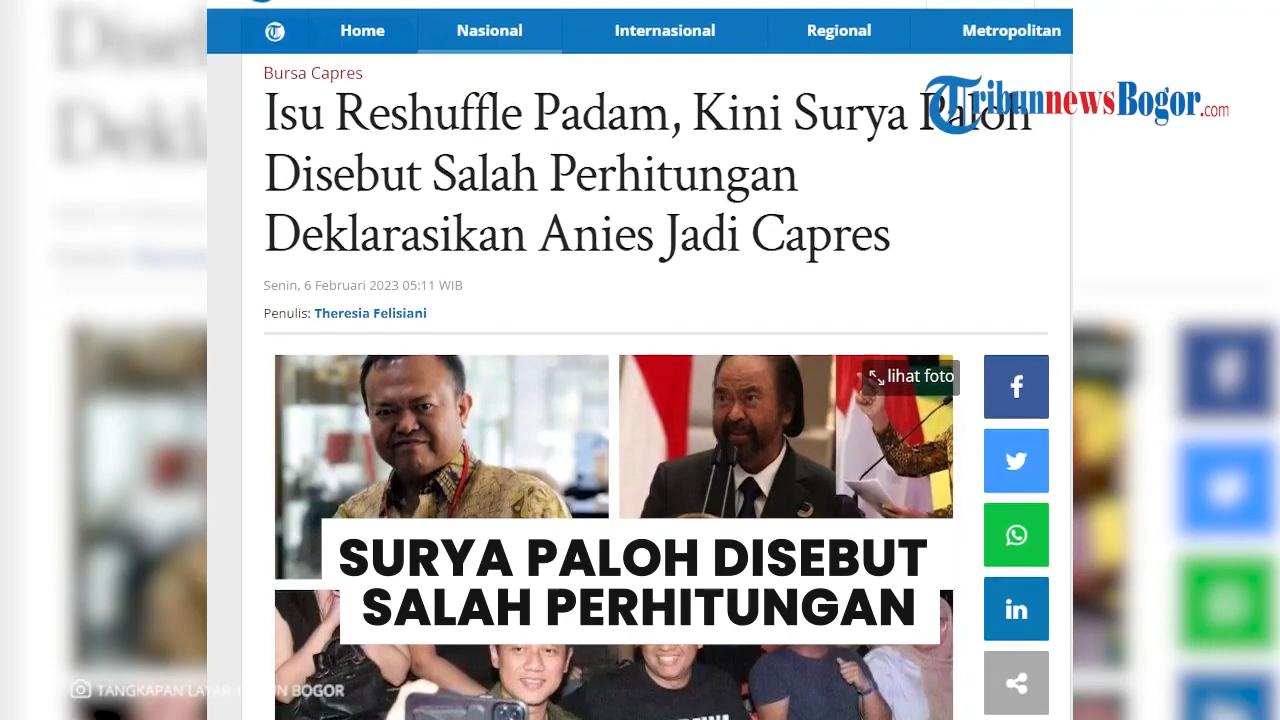 Home Nasional Internasional Regional Metropolitan
Bursa Capres
Isu Reshuffle Padam, Kini Surya Paloh
TribunnewsBogor.com
Disebut Salah Perhitungan
Deklarasikan Anies Jadi Capres
Senin, 6 Februari 2023 05:11 WIB
Penulis: Theresia Felisiani
lihat foto
SURYA PALOH DISEBUT
SALAH PERHITUNGAN
TANGKAPAN LAYAR TRIBUN BOGOR